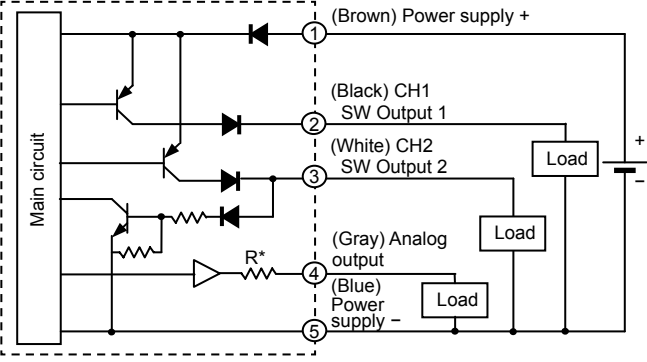 (Brown) Power supply +
1
(Black) CH1
SW Output 1
2
(White) CH2
SW Output 2
3
Main circuit
Load
+
−
Load
(Gray) Analog
output
R*
4
(Blue)
Power
supply −
Load
5